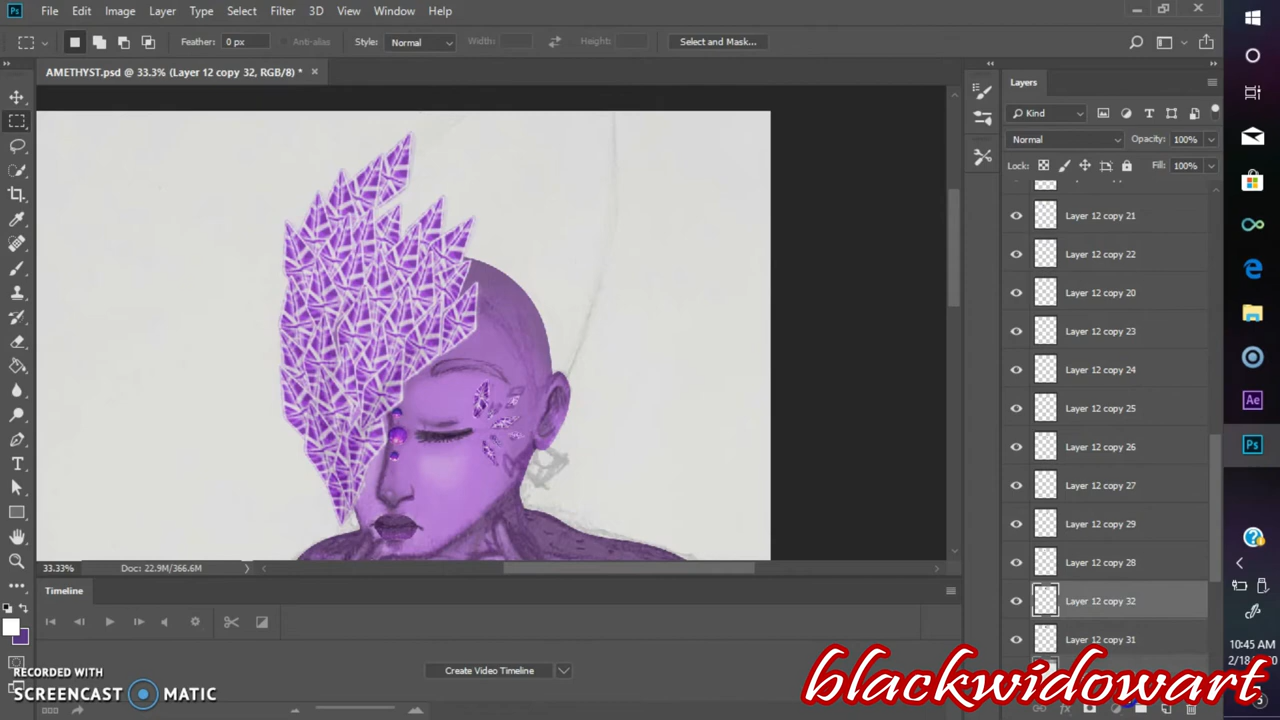 Ps File Edit Image Layer Type Select Filter 3D View Window Help
Feather: 0 px Anti-alias Style: Normal Width: Height: Select and Mask...
AMETHYST.psd @ 33.3% (Layer 12 copy 32, RGB/8) *
Layers
Kind
Normal Opacity: 100%
Lock: Fill: 100%
Layer 12 copy 21
Layer 12 copy 22
Layer 12 copy 20
Layer 12 copy 23
Layer 12 copy 24
Layer 12 copy 25
Layer 12 copy 26
Layer 12 copy 27
Layer 12 copy 29
Layer 12 copy 28
Layer 12 copy 32
Layer 12 copy 31
33.33% Doc: 22.9M/366.6M
Timeline
Create Video Timeline
Ae
Ps
10:45 AM
RECORDED WITH
SCREENCAST MATIC
blackwidowart